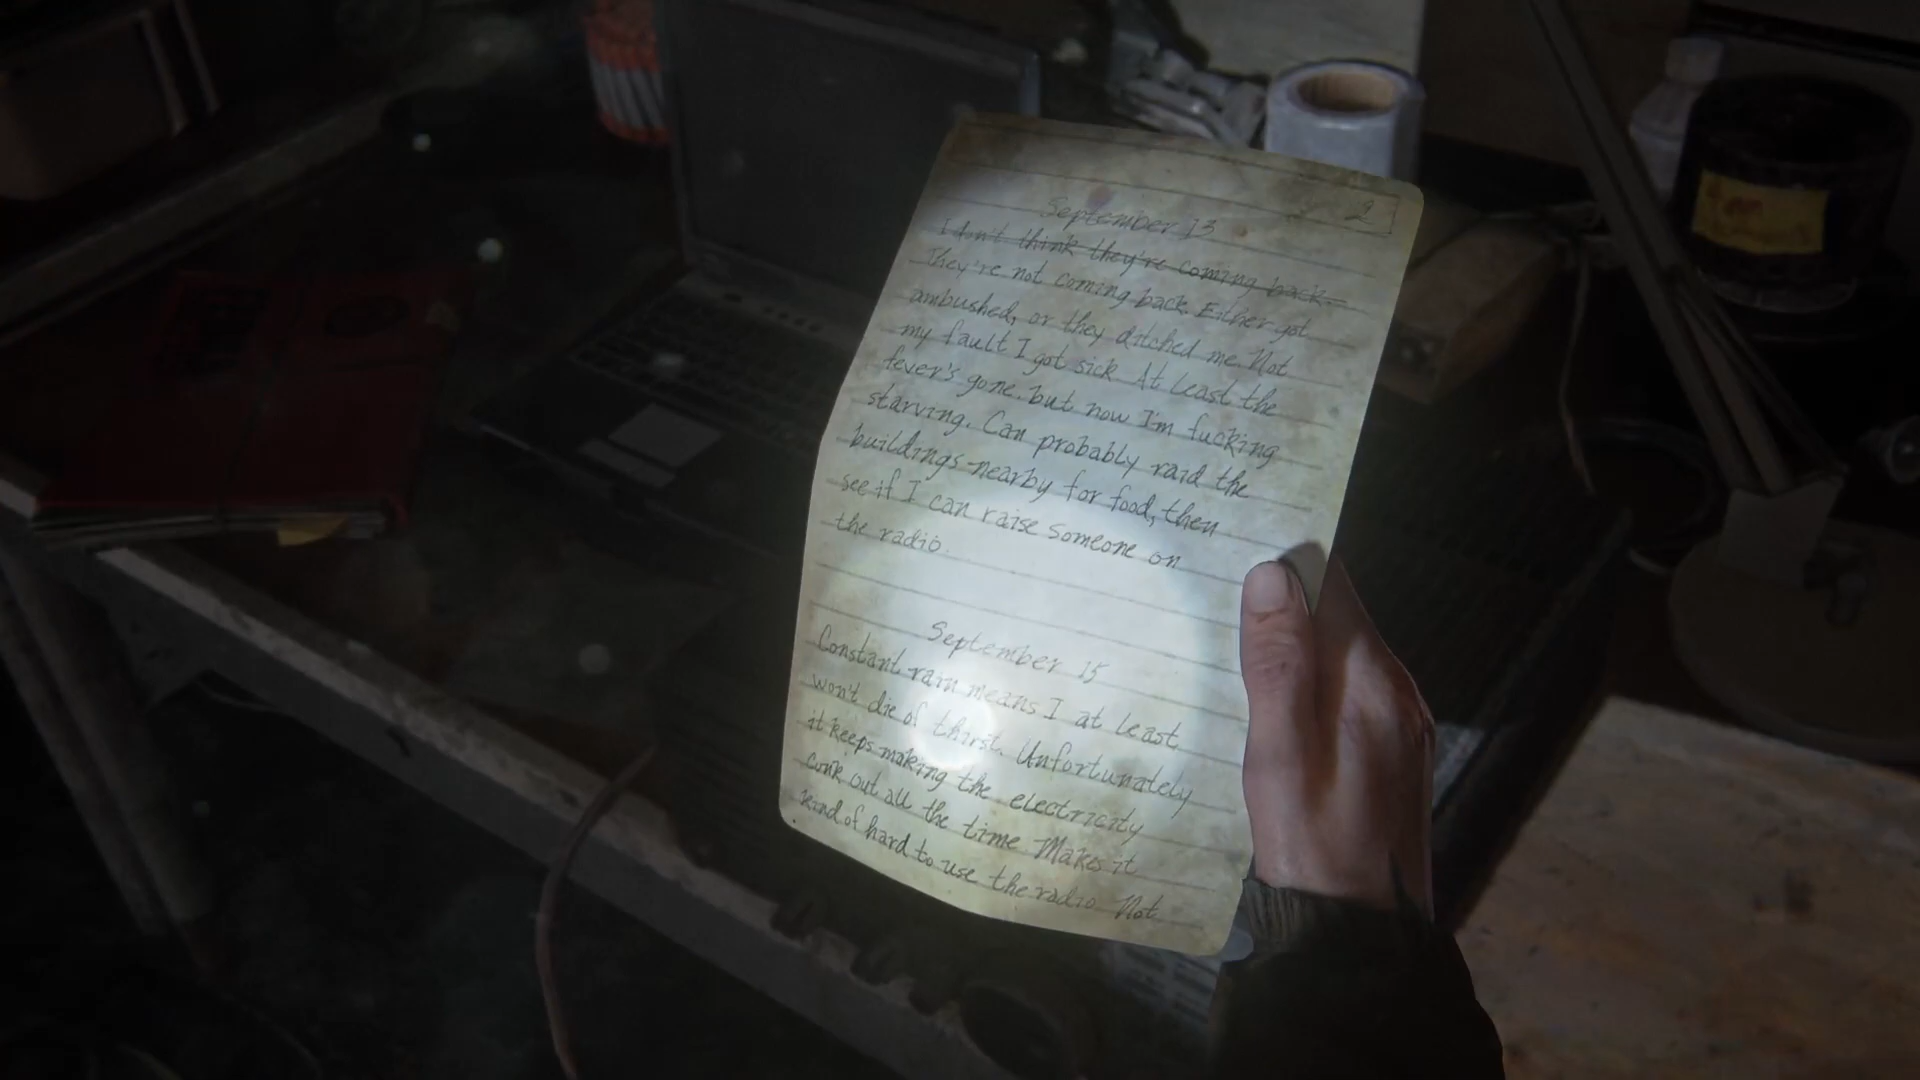 2
September 13
I don't think they're coming back.
They're not coming back. Either got
ambushed, or they ditched me. Not
my fault I got sick. At least the
fever's gone. but now I'm fucking
starving. Can probably raid the
buildings nearby for food, then
see if I can raise someone on
the radio.
September 15
Constant rain means I at least
won't die of thirst. Unfortunately
it keeps making the electricity
conk out all the time. Makes it
kind of hard to use the radio. Not